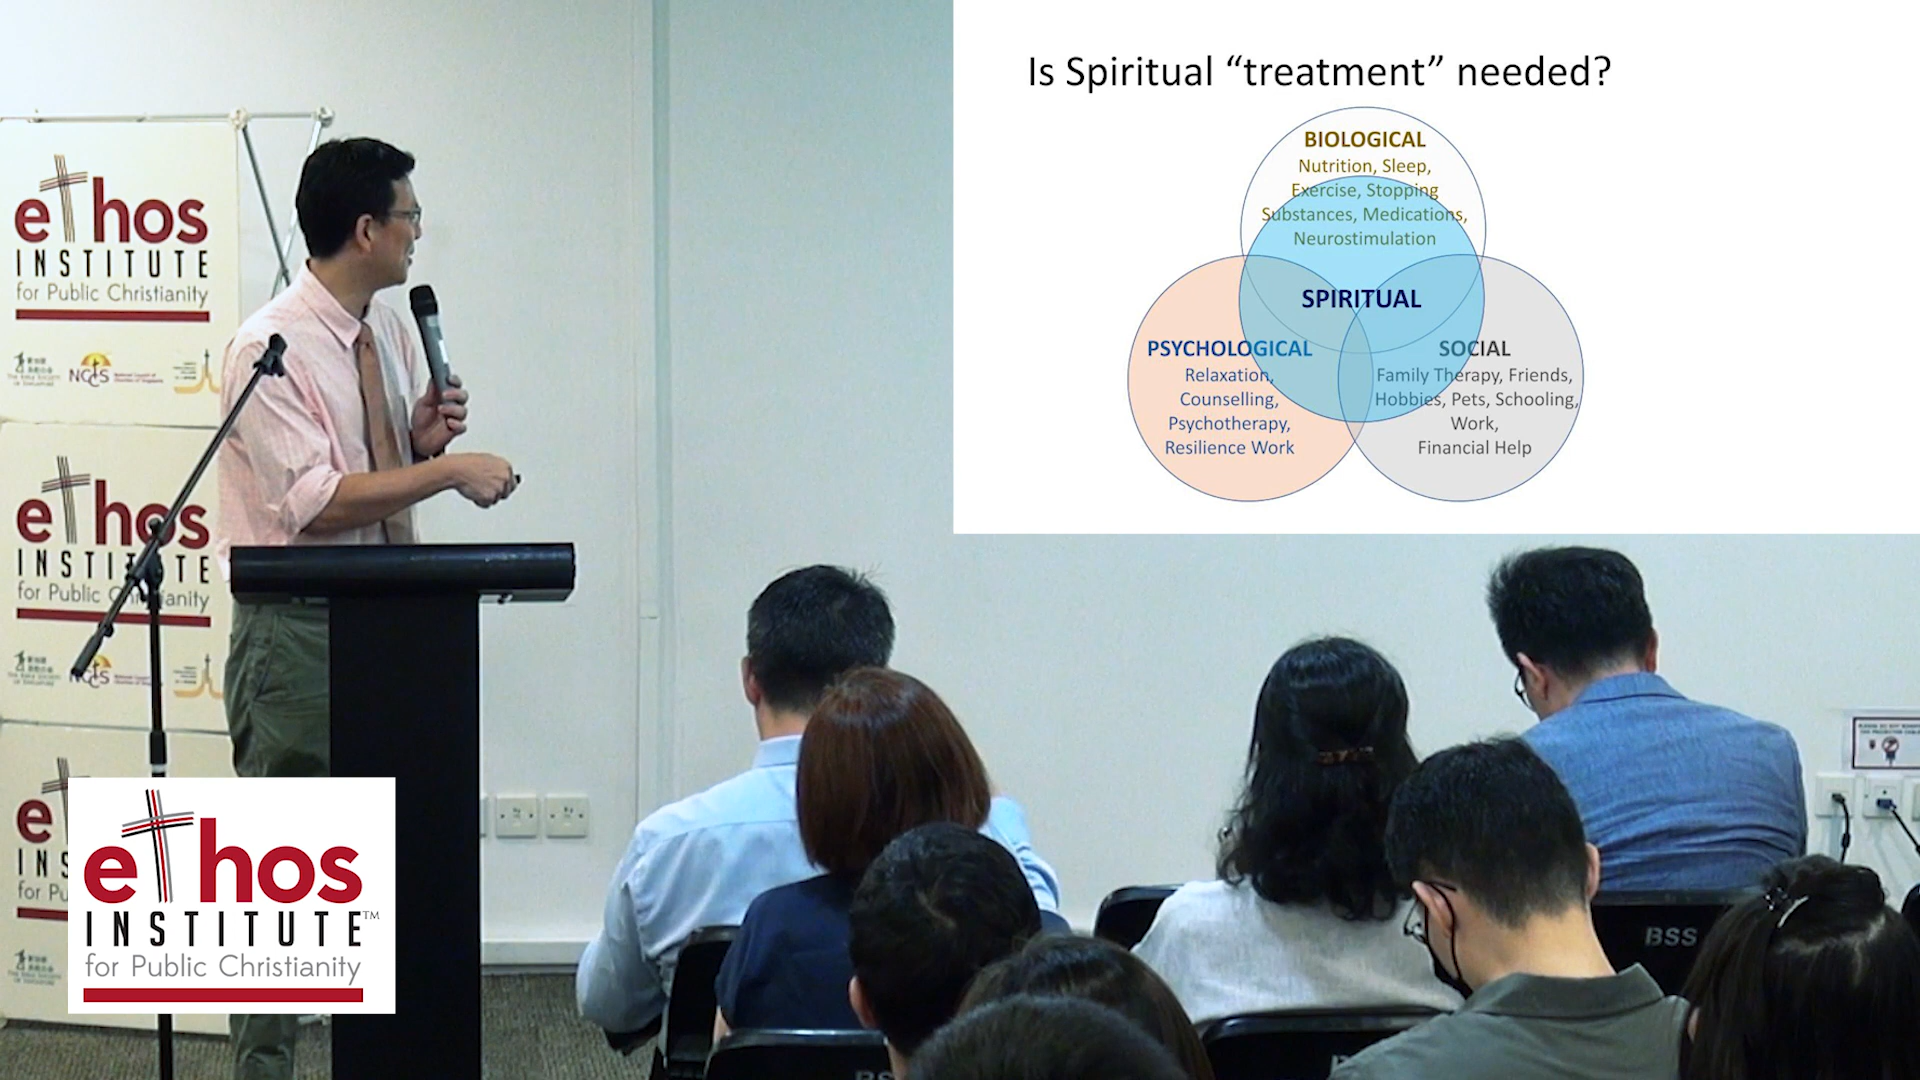 Is Spiritual “treatment” needed?
BIOLOGICAL
Nutrition, Sleep,
Exercise, Stopping
Substances, Medications,
Neurostimulation
SPIRITUAL
PSYCHOLOGICAL
Relaxation,
Counselling,
Psychotherapy,
Resilience Work
SOCIAL
Family Therapy, Friends,
Hobbies, Pets, Schooling,
Work,
Financial Help
ethos
INSTITUTE
for Public Christianity
NCCS
ethos
INSTITUTE
for Public Christianity
NCCS
ethos
INSTITUTE™
for Public Christianity
BSS